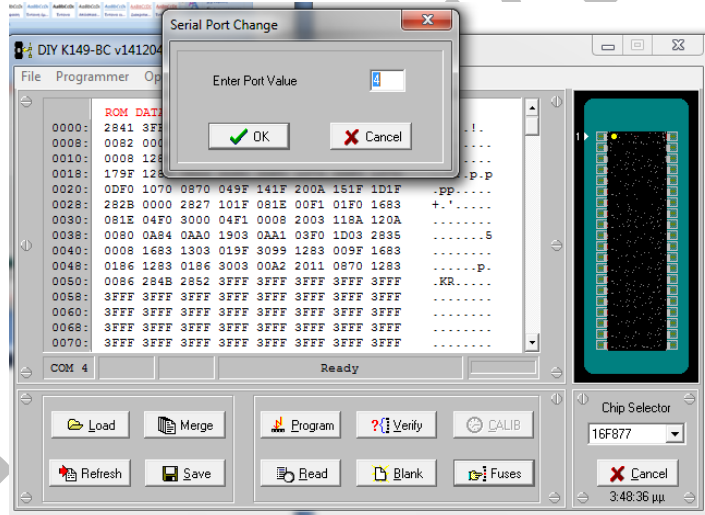 Serial Port Change
DIY K149-BC v141204
File Programmer Op
Enter Port Value 4
OK Cancel
ROM DAT
0000: 2841 .!.
0008: 0082 000 ....
0010: 0008 128 ....
0018: 179F 128 .p.p
0020: 0DF0 1070 0870 049F 141F 200A 151F 1D1F .pp.....
0028: 282B 0000 2827 101F 081E 00F1 01F0 1683 +.'.....
0030: 081E 04F0 3000 04F1 0008 2003 118A 120A ........
0038: 0080 0A84 0AA0 1903 0AA1 03F0 1D03 2835 .......5
0040: 0008 1683 1303 019F 3099 1283 009F 1683 ........
0048: 0186 1283 0186 3003 00A2 2011 0870 1283 ......p.
0050: 0086 284B 2852 3FFF 3FFF 3FFF 3FFF 3FFF .KR.....
0058: 3FFF 3FFF 3FFF 3FFF 3FFF 3FFF 3FFF 3FFF ........
0060: 3FFF 3FFF 3FFF 3FFF 3FFF 3FFF 3FFF 3FFF ........
0068: 3FFF 3FFF 3FFF 3FFF 3FFF 3FFF 3FFF 3FFF ........
0070: 3FFF 3FFF 3FFF 3FFF 3FFF 3FFF 3FFF 3FFF ........
1
COM 4 Ready
Load Merge Program Verify CALIB
Refresh Save Read Blank Fuses
Chip Selector
16F877
Cancel
3:48:36 μμ